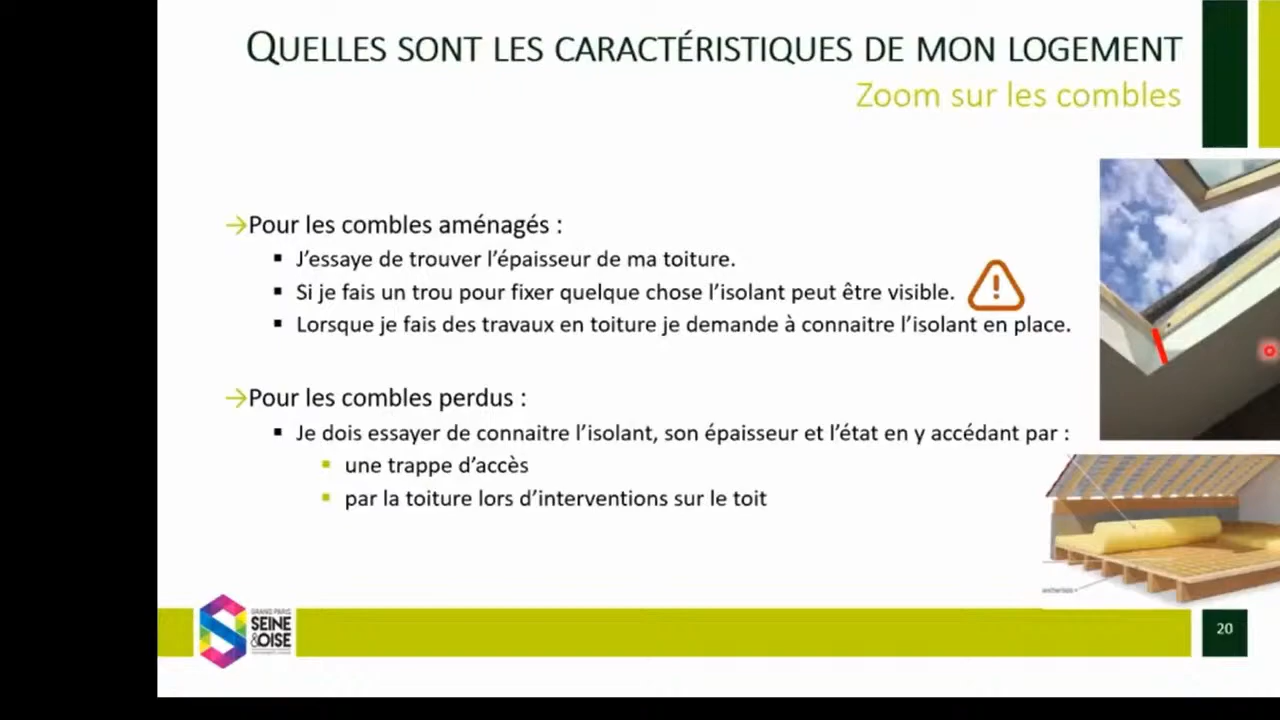 QUELLES SONT LES CARACTÉRISTIQUES DE MON LOGEMENT
Zoom sur les combles
→Pour les combles aménagés :
▪ J’essaye de trouver l’épaisseur de ma toiture.
▪ Si je fais un trou pour fixer quelque chose l’isolant peut être visible.
▪ Lorsque je fais des travaux en toiture je demande à connaitre l’isolant en place.
→Pour les combles perdus :
▪ Je dois essayer de connaitre l’isolant, son épaisseur et l’état en y accédant par :
▪ une trappe d’accès
▪ par la toiture lors d’interventions sur le toit
GRAND PARIS
SEINE
&OISE
20